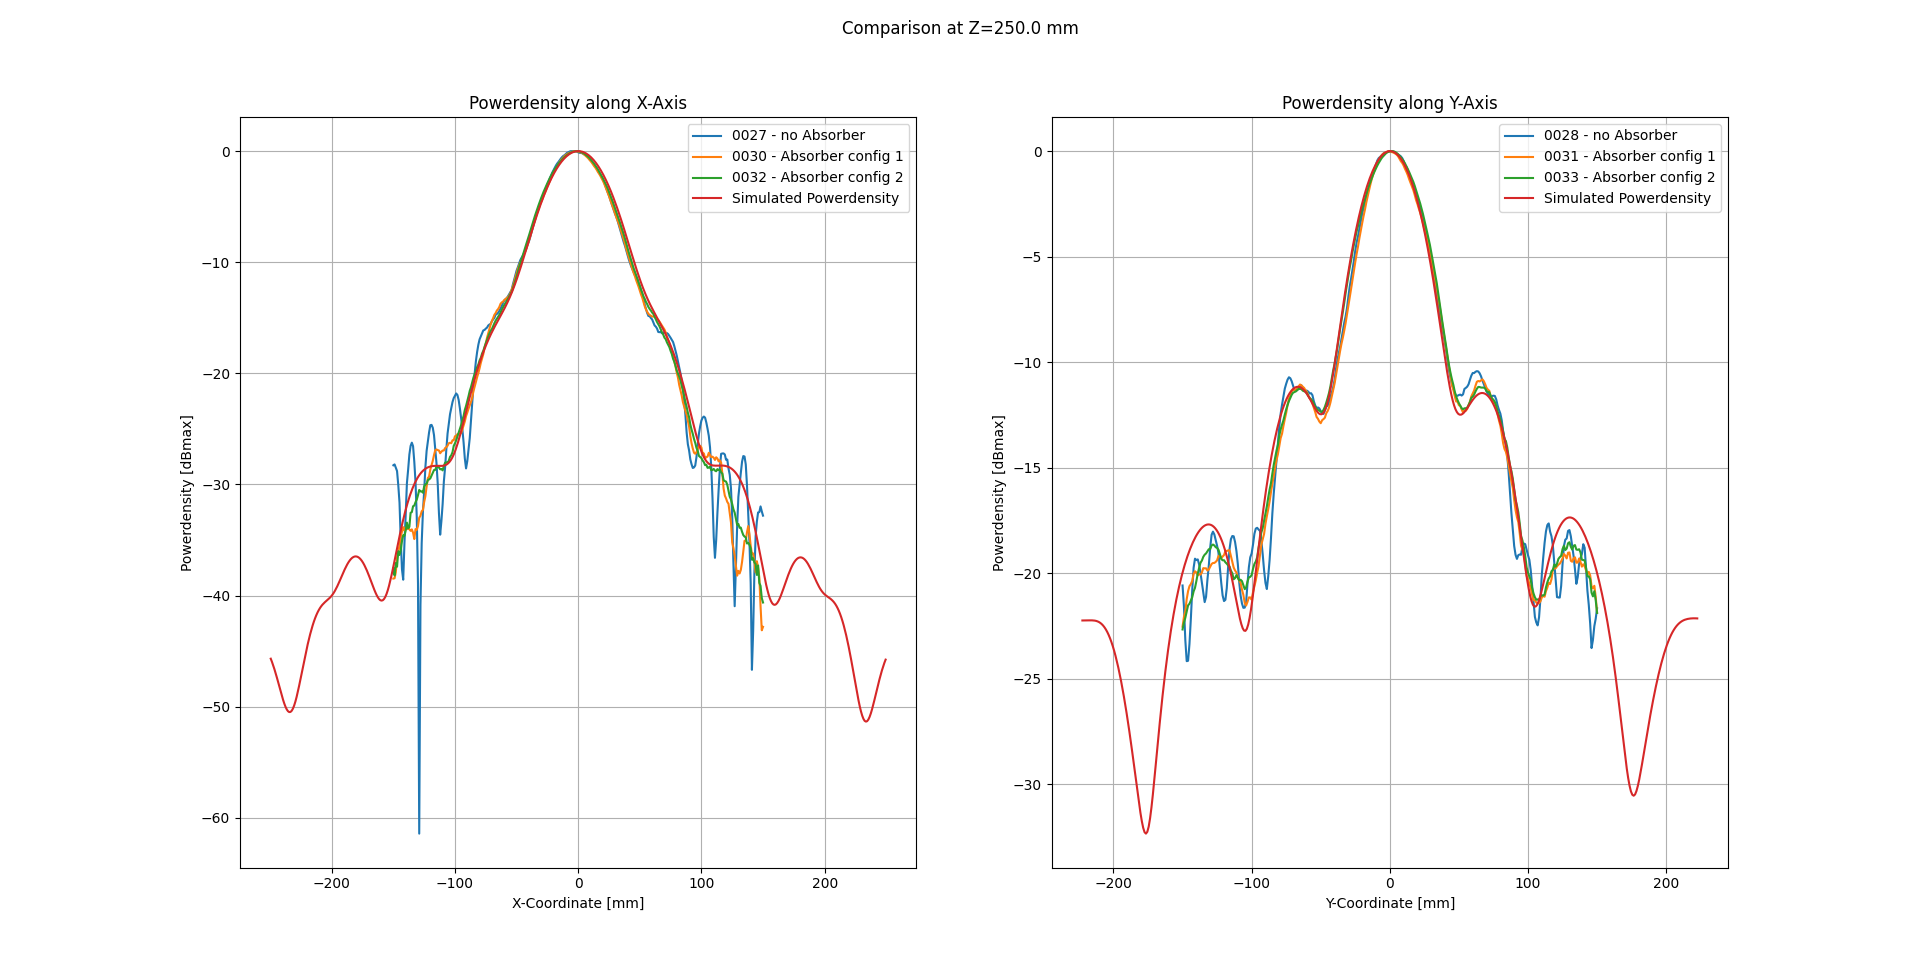 Comparison at Z=250.0 mm
Powerdensity along X-Axis
0027 - no Absorber
0030 - Absorber config 1
0032 - Absorber config 2
Simulated Powerdensity
0
−10
−20
−30
−40
−50
−60
Powerdensity [dBmax]
−200
−100
0
100
200
X-Coordinate [mm]
Powerdensity along Y-Axis
0028 - no Absorber
0031 - Absorber config 1
0033 - Absorber config 2
Simulated Powerdensity
0
−5
−10
−15
−20
−25
−30
Powerdensity [dBmax]
−200
−100
0
100
200
Y-Coordinate [mm]